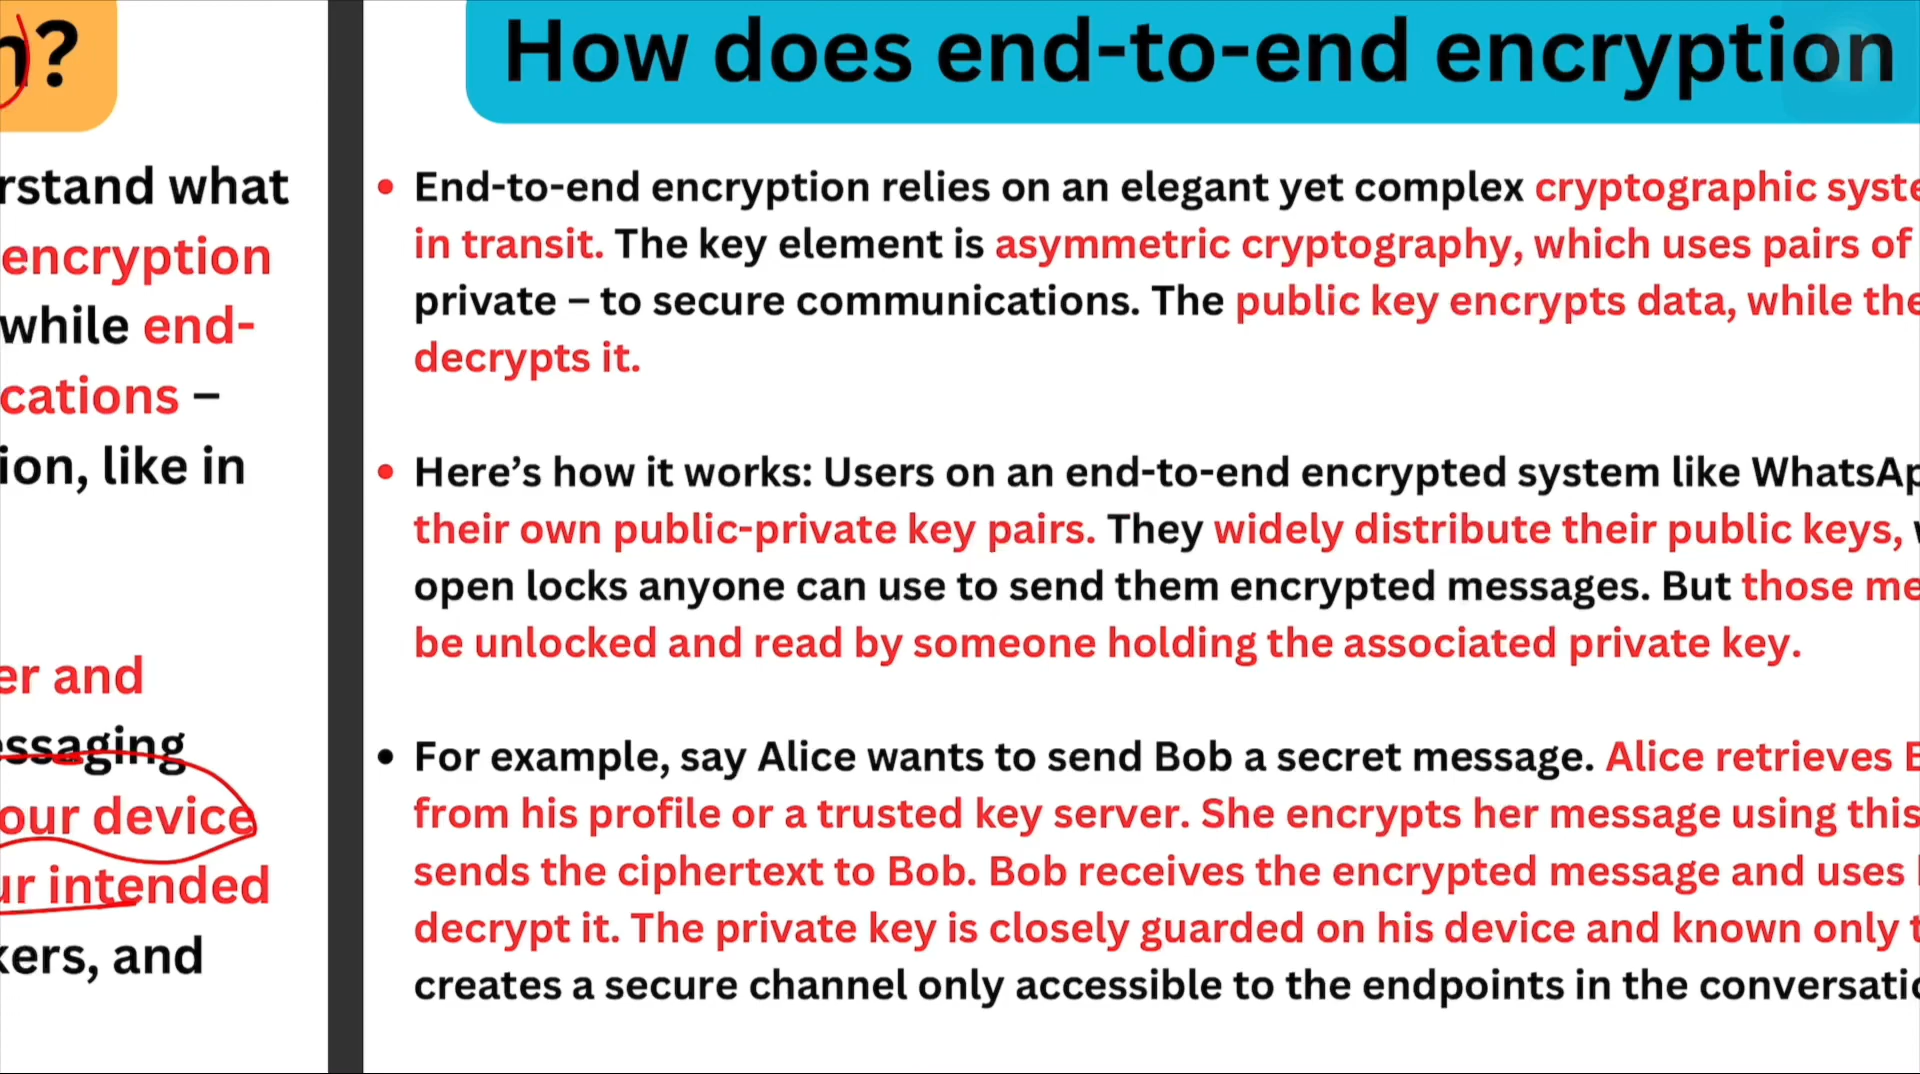 ?
rstand what
encryption
while end-
cations –
ion, like in
er and
essaging
our device
ur intended
kers, and
How does end-to-end encryption
• End-to-end encryption relies on an elegant yet complex cryptographic syste
in transit. The key element is asymmetric cryptography, which uses pairs of
private – to secure communications. The public key encrypts data, while the
decrypts it.
• Here’s how it works: Users on an end-to-end encrypted system like WhatsAp
their own public-private key pairs. They widely distribute their public keys,
open locks anyone can use to send them encrypted messages. But those me
be unlocked and read by someone holding the associated private key.
• For example, say Alice wants to send Bob a secret message. Alice retrieves
from his profile or a trusted key server. She encrypts her message using this
sends the ciphertext to Bob. Bob receives the encrypted message and uses
decrypt it. The private key is closely guarded on his device and known only t
creates a secure channel only accessible to the endpoints in the conversatio